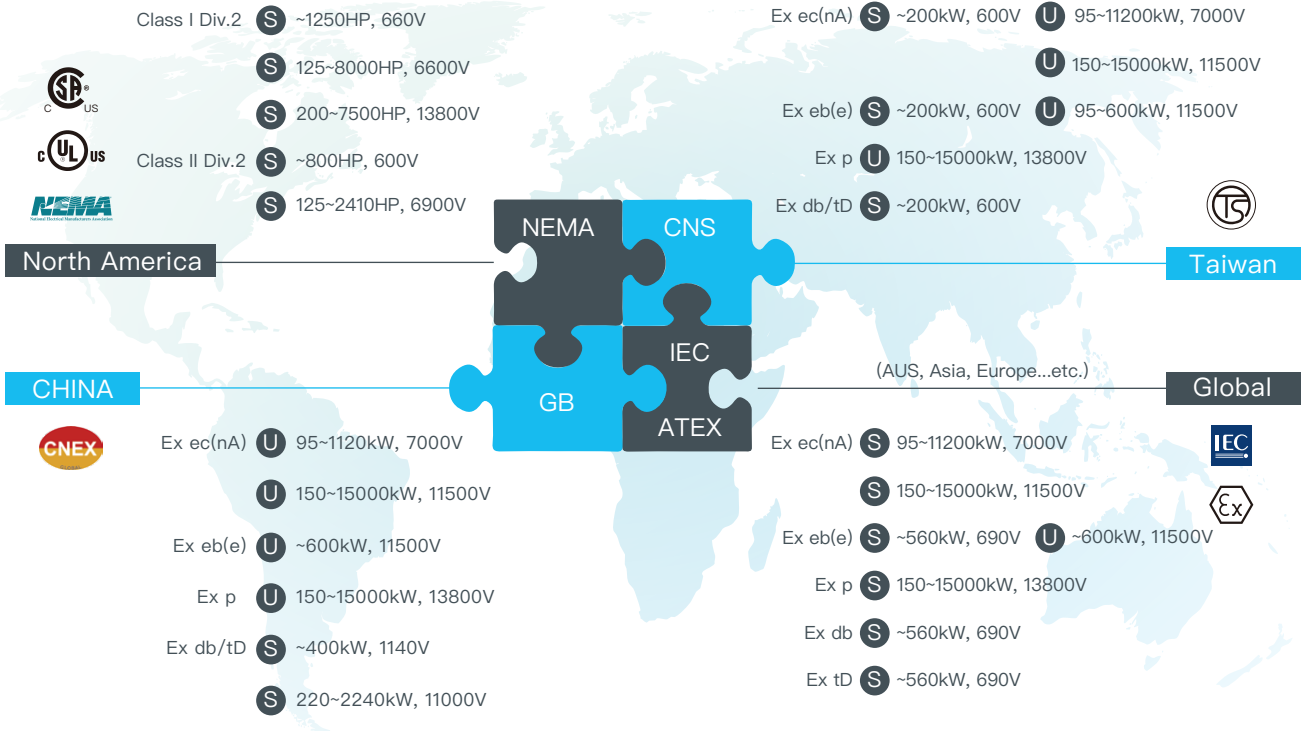 Class I Div.2 S ~1250HP, 660V
S 125~8000HP, 6600V
S 200~7500HP, 13800V
Class II Div.2 S ~800HP, 600V
S 125~2410HP, 6900V
C SA® US
C UL® US
NEMA
North America
Ex ec(nA) S ~200kW, 600V U 95~11200kW, 7000V
U 150~15000kW, 11500V
Ex eb(e) S ~200kW, 600V U 95~600kW, 11500V
Ex p U 150~15000kW, 13800V
Ex db/tD S ~200kW, 600V
Taiwan
NEMA
CNS
GB
IEC
ATEX
CHINA
CNEX
Ex ec(nA) U 95~1120kW, 7000V
U 150~15000kW, 11500V
Ex eb(e) U ~600kW, 11500V
Ex p U 150~15000kW, 13800V
Ex db/tD S ~400kW, 1140V
S 220~2240kW, 11000V
(AUS, Asia, Europe...etc.)
Global
IEC
Ex
Ex ec(nA) S 95~11200kW, 7000V
S 150~15000kW, 11500V
Ex eb(e) S ~560kW, 690V U ~600kW, 11500V
Ex p S 150~15000kW, 13800V
Ex db S ~560kW, 690V
Ex tD S ~560kW, 690V